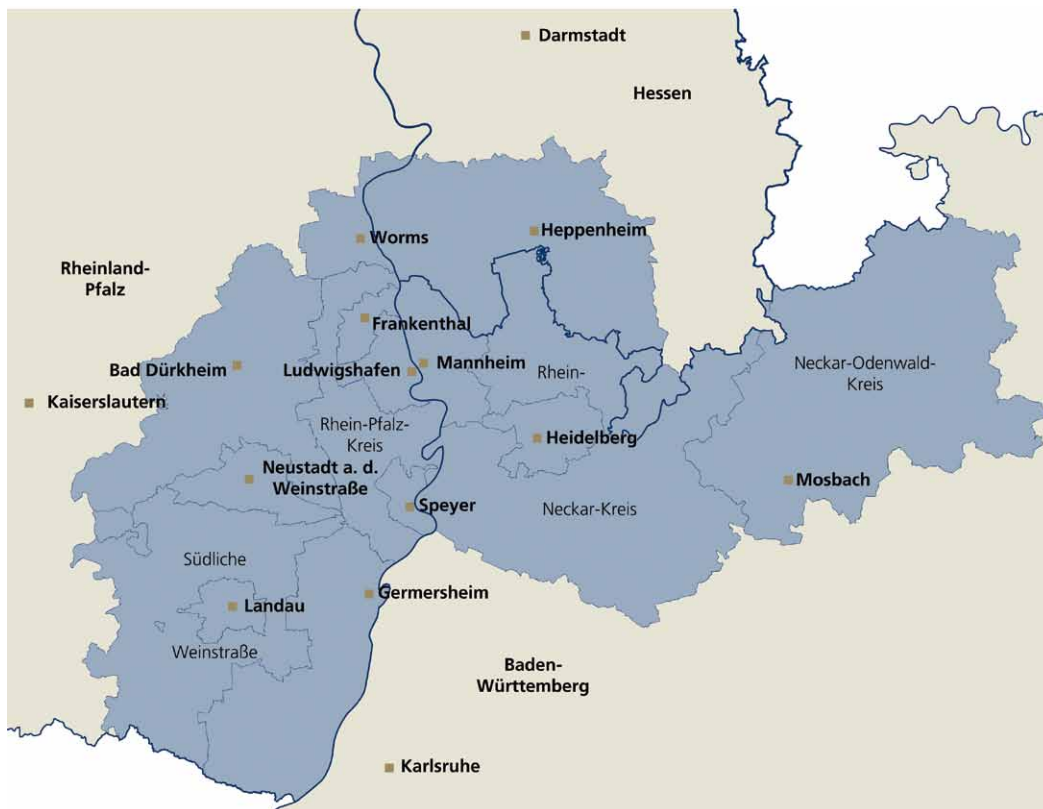 Darmstadt
Hessen
Worms
Heppenheim
Rheinland-
Pfalz
Frankenthal
Bad Dürkheim
Ludwigshafen
Mannheim
Rhein-
Neckar-Odenwald-
Kreis
Kaiserslautern
Rhein-Pfalz-
Kreis
Heidelberg
Neustadt a. d.
Weinstraße
Mosbach
Speyer
Neckar-Kreis
Südliche
Germersheim
Landau
Weinstraße
Baden-
Württemberg
Karlsruhe